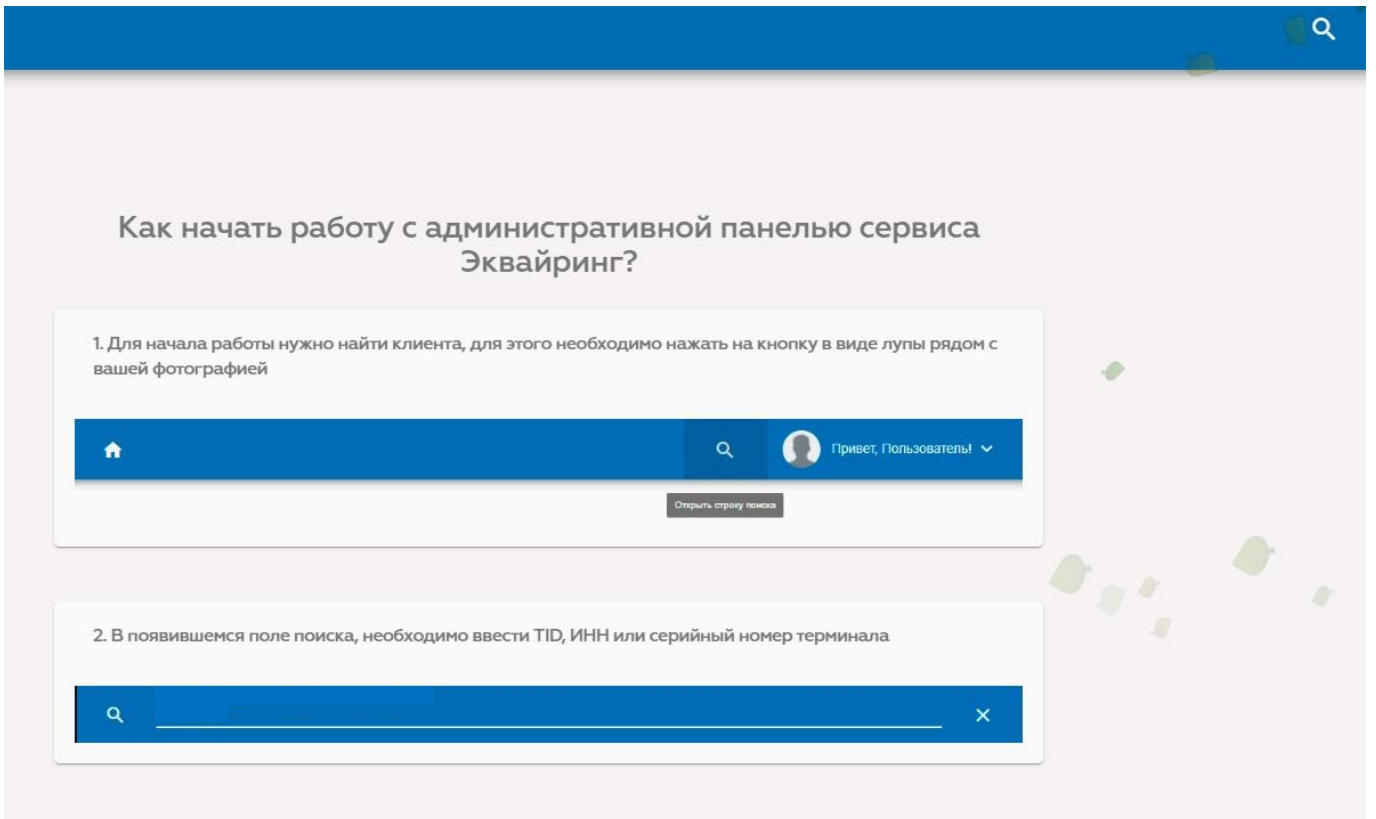 Как начать работу с административной панелью сервиса
Эквайринг?
1. Для начала работы нужно найти клиента, для этого необходимо нажать на кнопку в виде лупы рядом с
вашей фотографией
Привет, Пользователь!
Открыть строку поиска
2. В появившемся поле поиска, необходимо ввести TID, ИНН или серийный номер терминала